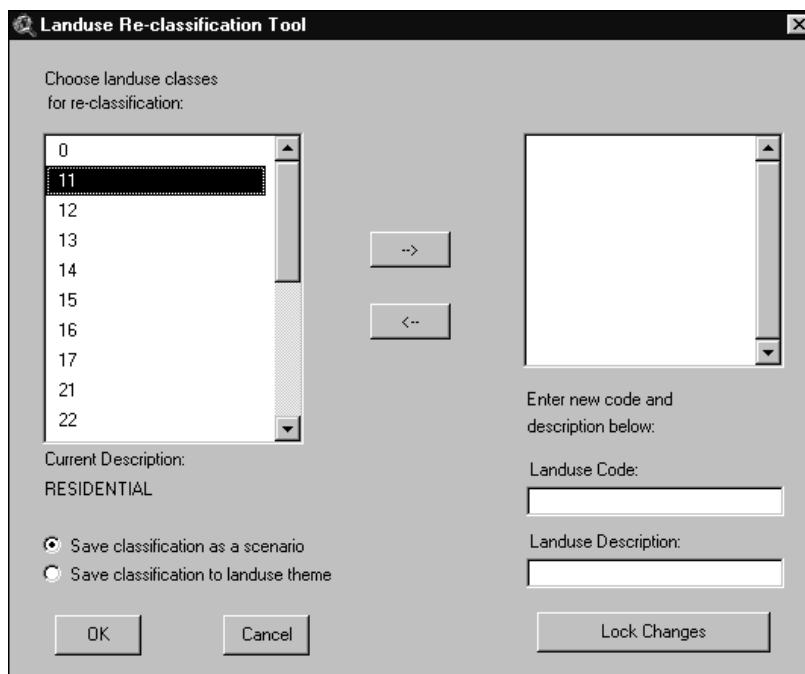 Landuse Re-classification Tool
Choose landuse classes
for re-classification:
0
11
12
13
14
15
16
17
21
22
-->
<--
Current Description:
RESIDENTIAL
Save classification as a scenario
Save classification to landuse theme
OK
Cancel
Enter new code and
description below:
Landuse Code:
Landuse Description:
Lock Changes